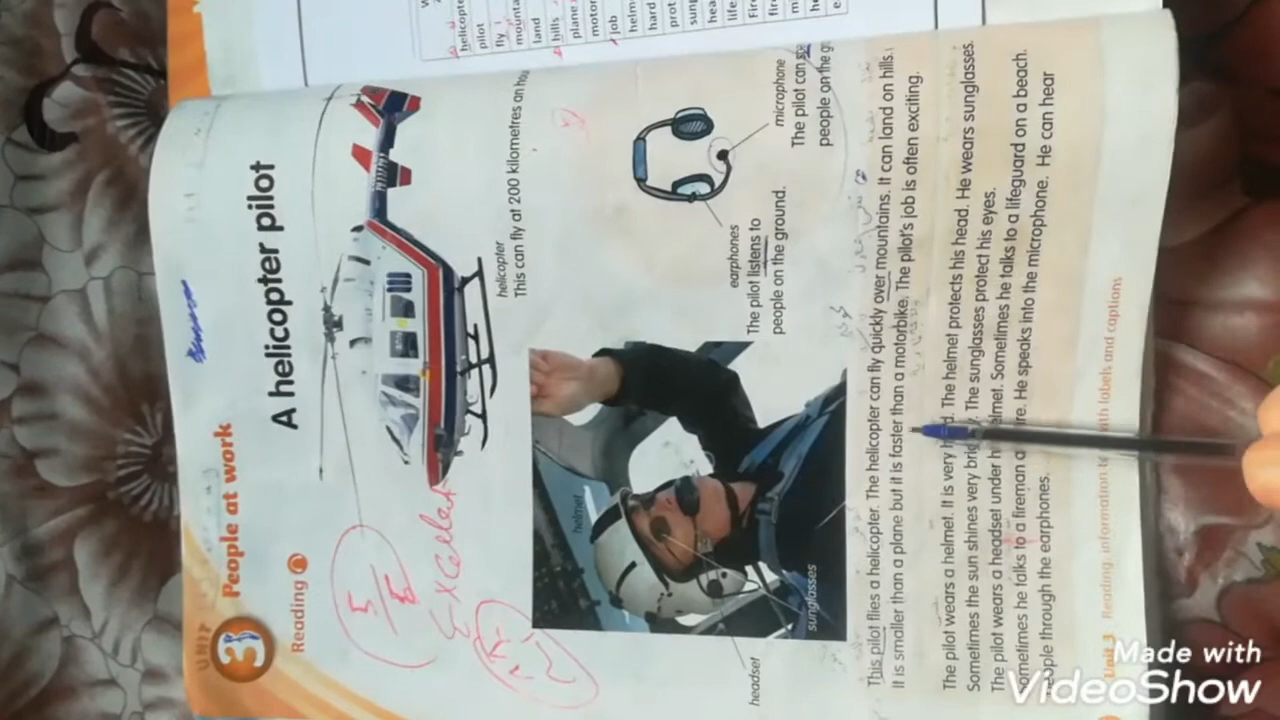 UNIT
3 People at work
Reading
A helicopter pilot
5/5
Excellent
helicopter
This can fly at 200 kilometres an
helmet
sunglasses
headset
earphones
The pilot listens to
people on the ground.
microphone
The pilot can
people on the
This pilot flies a helicopter. The helicopter can fly quickly over mountains. It can land on hills.
It is smaller than a plane but it is faster than a motorbike. The pilot's job is often exciting.
The pilot wears a helmet. It is very The helmet protects his head. He wears sunglasses.
Sometimes the sun shines very The sunglasses protect his eyes.
The pilot wears a headset under Sometimes he talks to a lifeguard on a beach.
Sometimes he talks to a fireman He speaks into the microphone. He can hear
people through the earphones.
Unit 3 Reading: information with labels and captions
helicopter
pilot
fly
land
hills
plane
job
hard
Made with
VideoShow